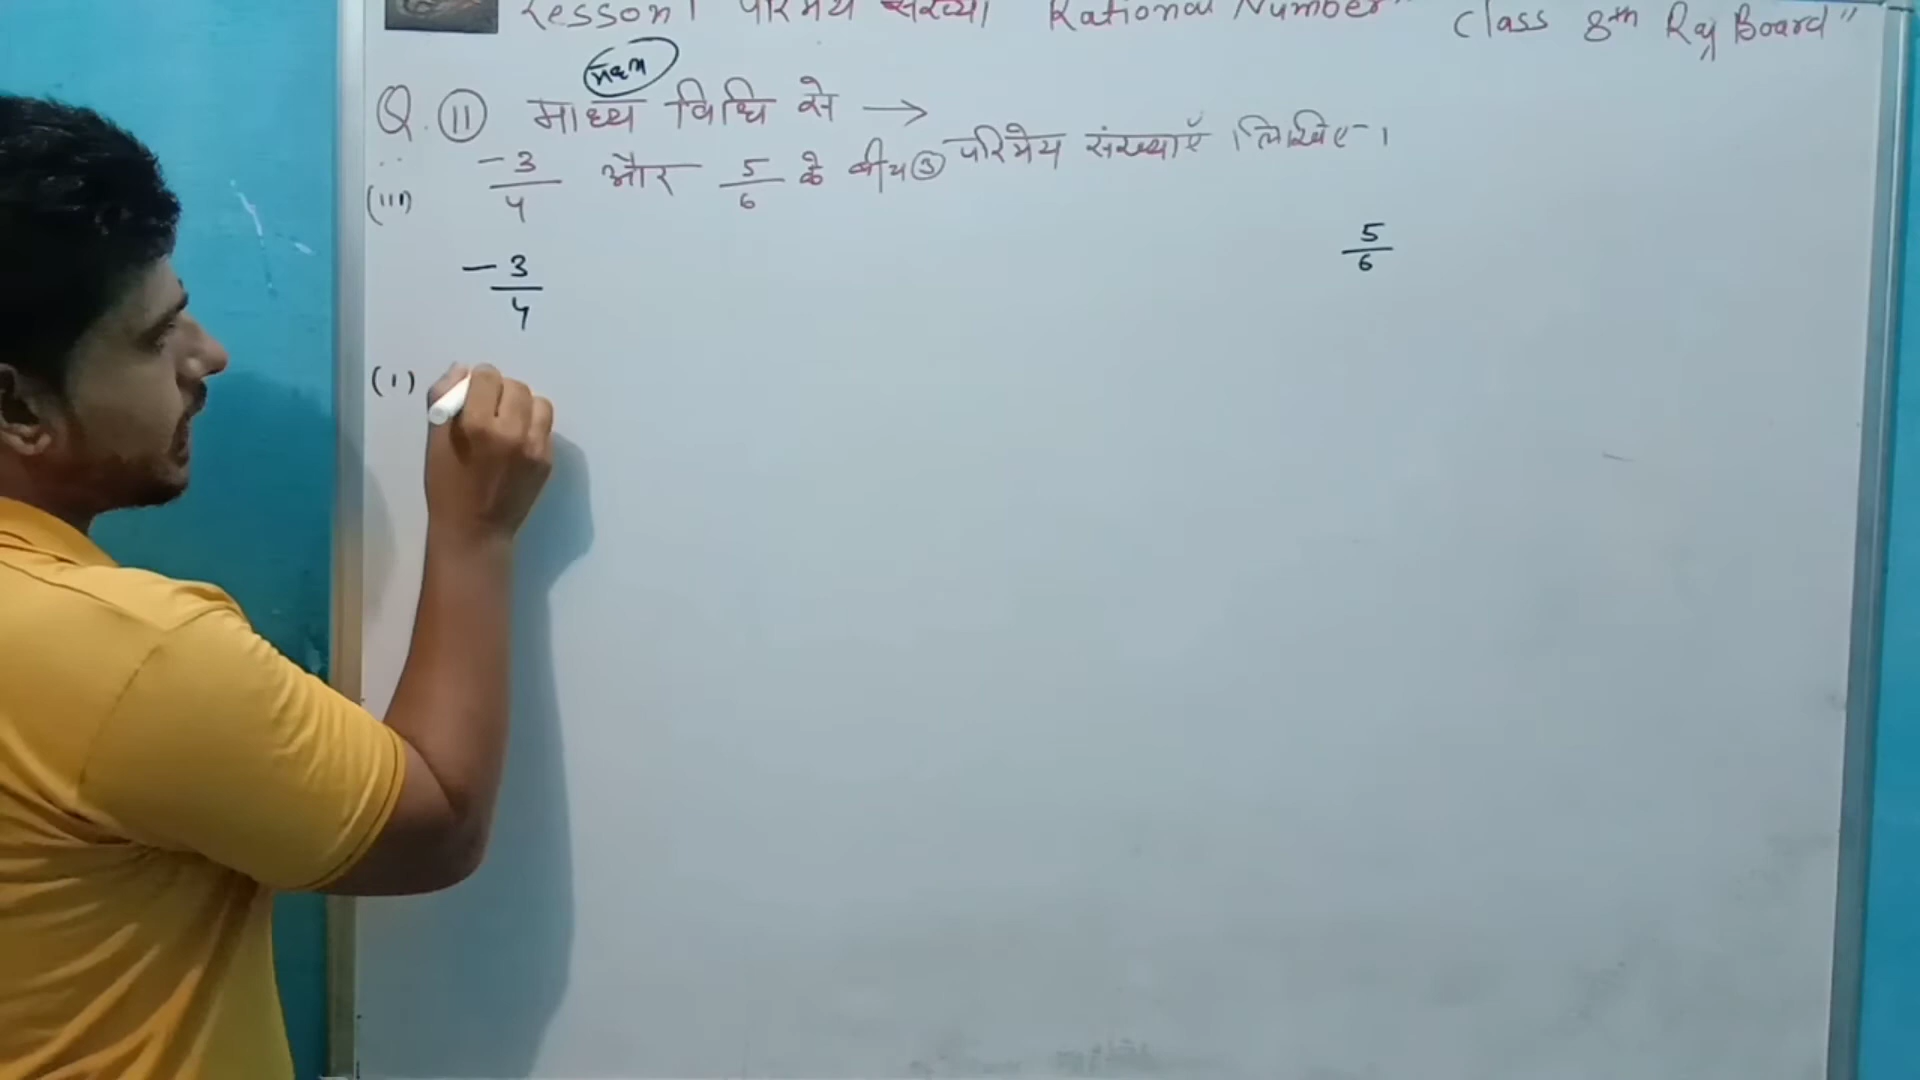 Lesson 1 परिमेय संख्या Rational Number" Class 8th Raj Board"
मध्य
Q. 11 माध्य विधि से →
(iii) -3/4 और 5/6 के बीच 3 परिमेय संख्याएँ लिखिए-।
-3/4 5/6
(i)